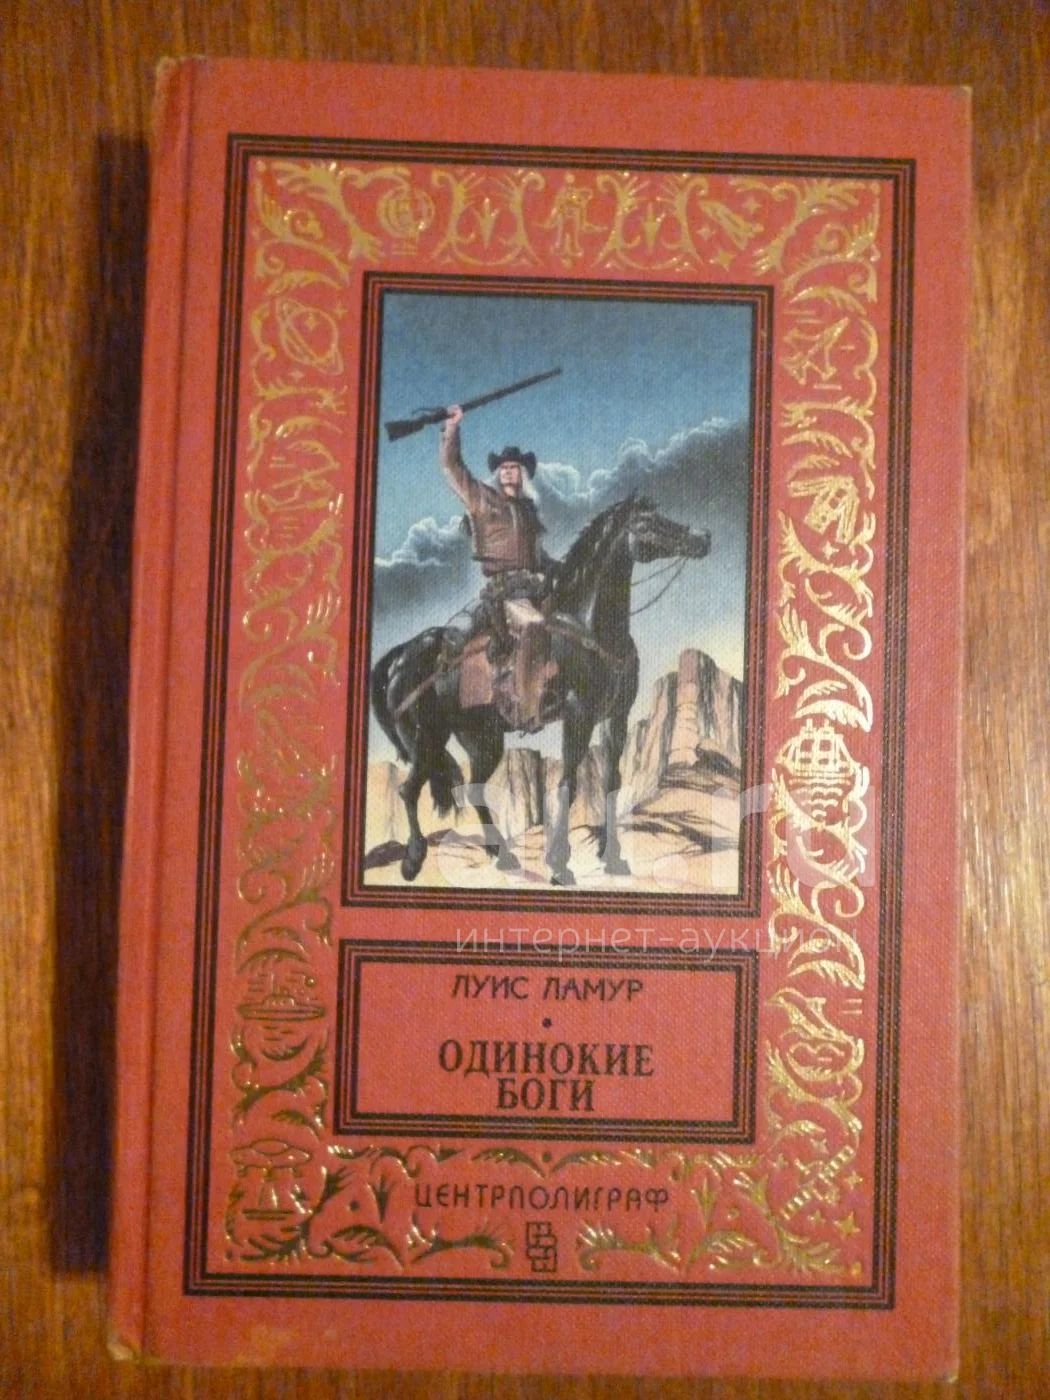 интернет-аукцион
ЛУИС ЛАМУР
ОДИНОКИЕ
БОГИ
ЦЕНТРПОЛИГРАФ